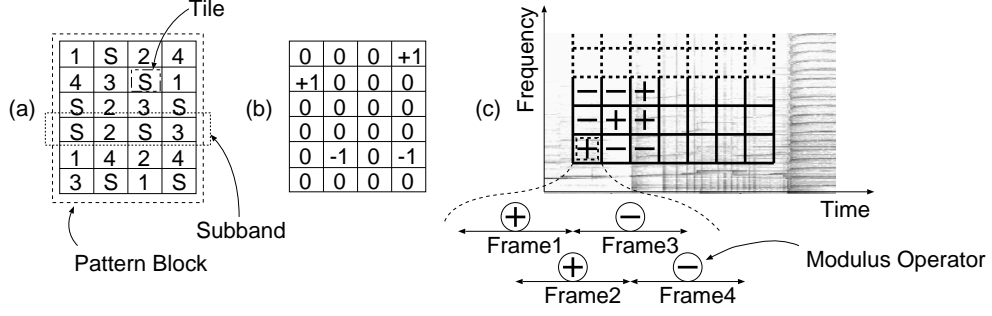 Tile
(a)
1 S 2 4
4 3 S 1
S 2 3 S
S 2 S 3
1 4 2 4
3 S 1 S
Subband
Pattern Block
(b)
0 0 0 +1
+1 0 0 0
0 0 0 0
0 0 0 0
0 -1 0 -1
0 0 0 0
(c)
Frequency
− − +
− + +
+ − −
Time
+ −
Frame1 Frame3
+ −
Frame2 Frame4
Modulus Operator